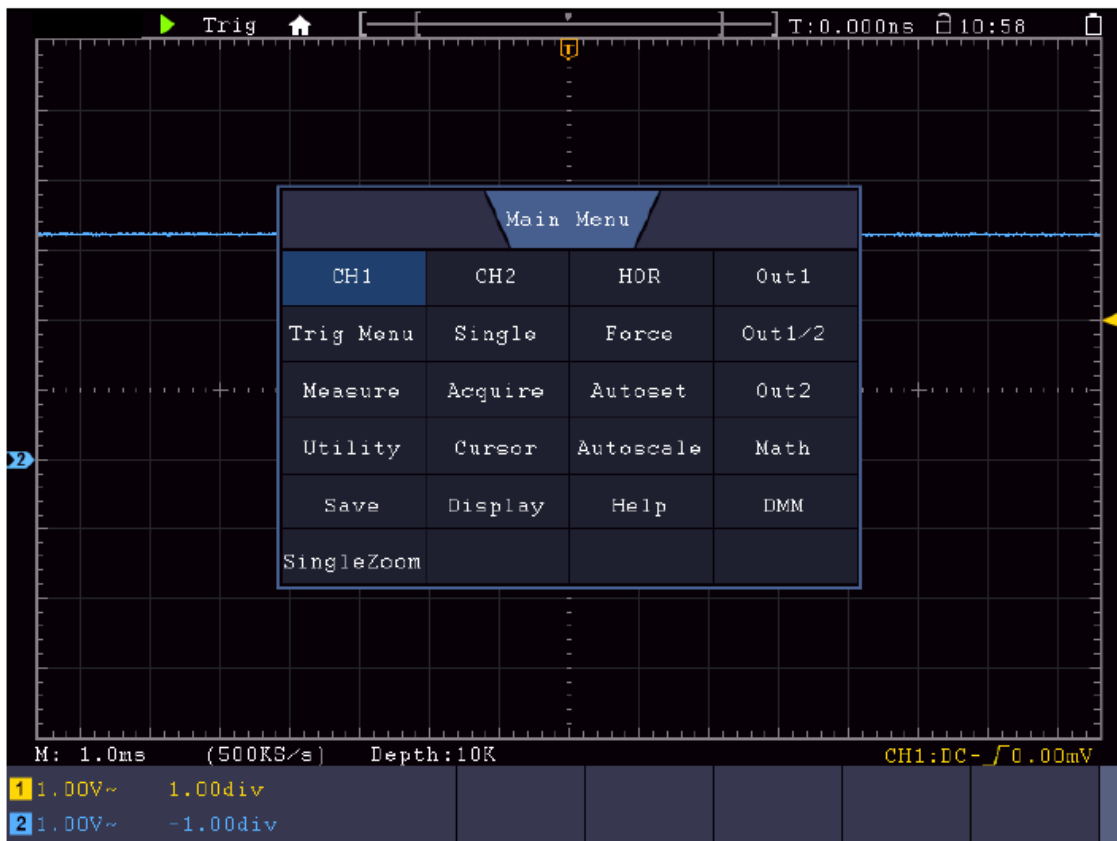 Trig T:0.000ns 10:58
T
Main Menu
CH1 CH2 HOR Out1
Trig Menu Single Force Out1/2
Measure Acquire Autoset Out2
Utility Cursor Autoscale Math
2
Save Display Help DMM
SingleZoom
M: 1.0ms (500KS/s) Depth:10K CH1:DC-0.00mV
1 1.00V~ 1.00div
2 1.00V~ -1.00div